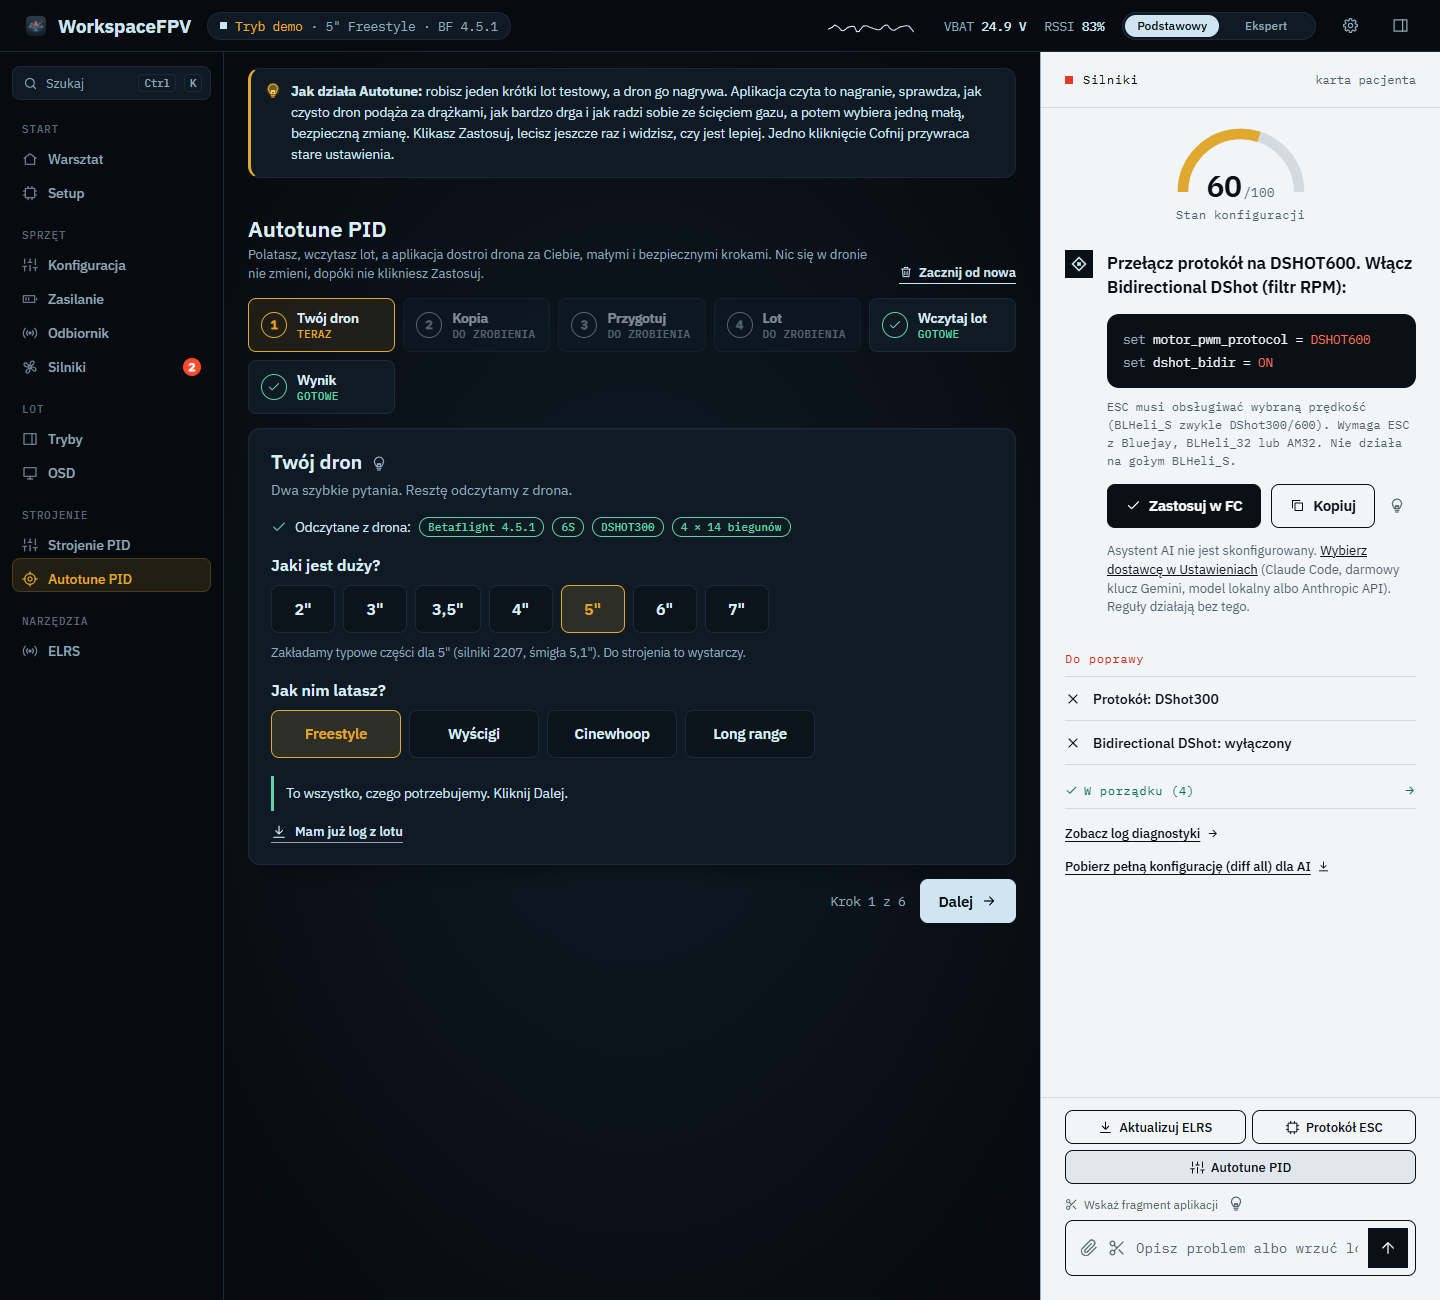 WorkspaceFPV
Tryb demo · 5" Freestyle · BF 4.5.1
VBAT 24.9 V
RSSI 83%
Podstawowy
Ekspert
Szukaj
Ctrl K
START
Warsztat
Setup
SPRZĘT
Konfiguracja
Zasilanie
Odbiornik
Silniki
2
LOT
Tryby
OSD
STROJENIE
Strojenie PID
Autotune PID
NARZĘDZIA
ELRS
Jak działa Autotune: robisz jeden krótki lot testowy, a dron go nagrywa. Aplikacja czyta to nagranie, sprawdza, jak
czysto dron podąża za drążkami, jak bardzo drga i jak radzi sobie ze ścięciem gazu, a potem wybiera jedną małą,
bezpieczną zmianę. Klikasz Zastosuj, lecisz jeszcze raz i widzisz, czy jest lepiej. Jedno kliknięcie Cofnij przywraca
stare ustawienia.
Autotune PID
Polatasz, wczytasz lot, a aplikacja dostroi drona za Ciebie, małymi i bezpiecznymi krokami. Nic się w dronie
nie zmieni, dopóki nie klikniesz Zastosuj.
Zacznij od nowa
1
Twój dron
TERAZ
2
Kopia
DO ZROBIENIA
3
Przygotuj
DO ZROBIENIA
4
Lot
DO ZROBIENIA
Wczytaj lot
GOTOWE
Wynik
GOTOWE
Twój dron
Dwa szybkie pytania. Resztę odczytamy z drona.
Odczytane z drona: Betaflight 4.5.1 6S DSHOT300 4 × 14 biegunów
Jaki jest duży?
2" 3" 3,5" 4" 5" 6" 7"
Zakładamy typowe części dla 5" (silniki 2207, śmigła 5,1"). Do strojenia to wystarczy.
Jak nim latasz?
Freestyle Wyścigi Cinewhoop Long range
To wszystko, czego potrzebujemy. Kliknij Dalej.
Mam już log z lotu
Krok 1 z 6
Dalej
Silniki
karta pacjenta
60/100
Stan konfiguracji
Przełącz protokół na DSHOT600. Włącz
Bidirectional DShot (filtr RPM):
set motor_pwm_protocol = DSHOT600
set dshot_bidir = ON
ESC musi obsługiwać wybraną prędkość
(BLHeli_S zwykle DShot300/600). Wymaga ESC
z Bluejay, BLHeli_32 lub AM32. Nie działa
na gołym BLHeli_S.
Zastosuj w FC
Kopiuj
Asystent AI nie jest skonfigurowany. Wybierz
dostawcę w Ustawieniach (Claude Code, darmowy
klucz Gemini, model lokalny albo Anthropic API).
Reguły działają bez tego.
Do poprawy
Protokół: DShot300
Bidirectional DShot: wyłączony
W porządku (4)
Zobacz log diagnostyki
Pobierz pełną konfigurację (diff all) dla AI
Aktualizuj ELRS
Protokół ESC
Autotune PID
Wskaż fragment aplikacji
Opisz problem albo wrzuć lo